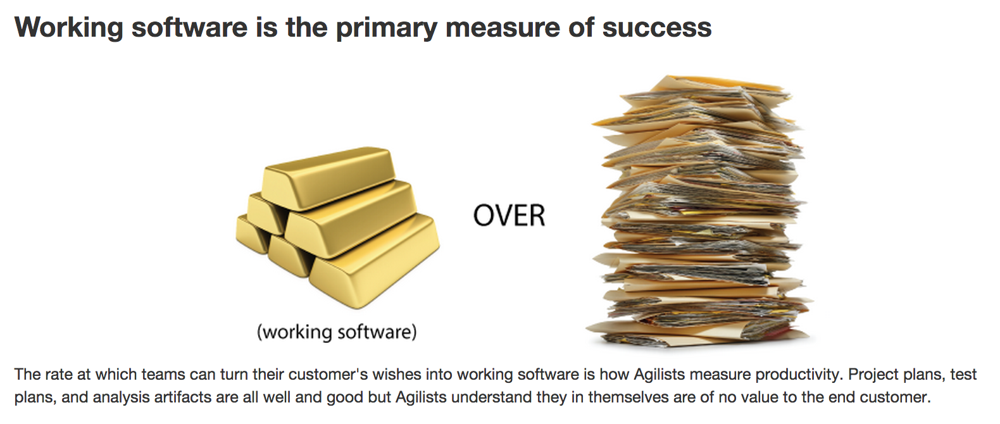 Working software is the primary measure of success
OVER
(working software)
The rate at which teams can turn their customer's wishes into working software is how Agilists measure productivity. Project plans, test
plans, and analysis artifacts are all well and good but Agilists understand they in themselves are of no value to the end customer.